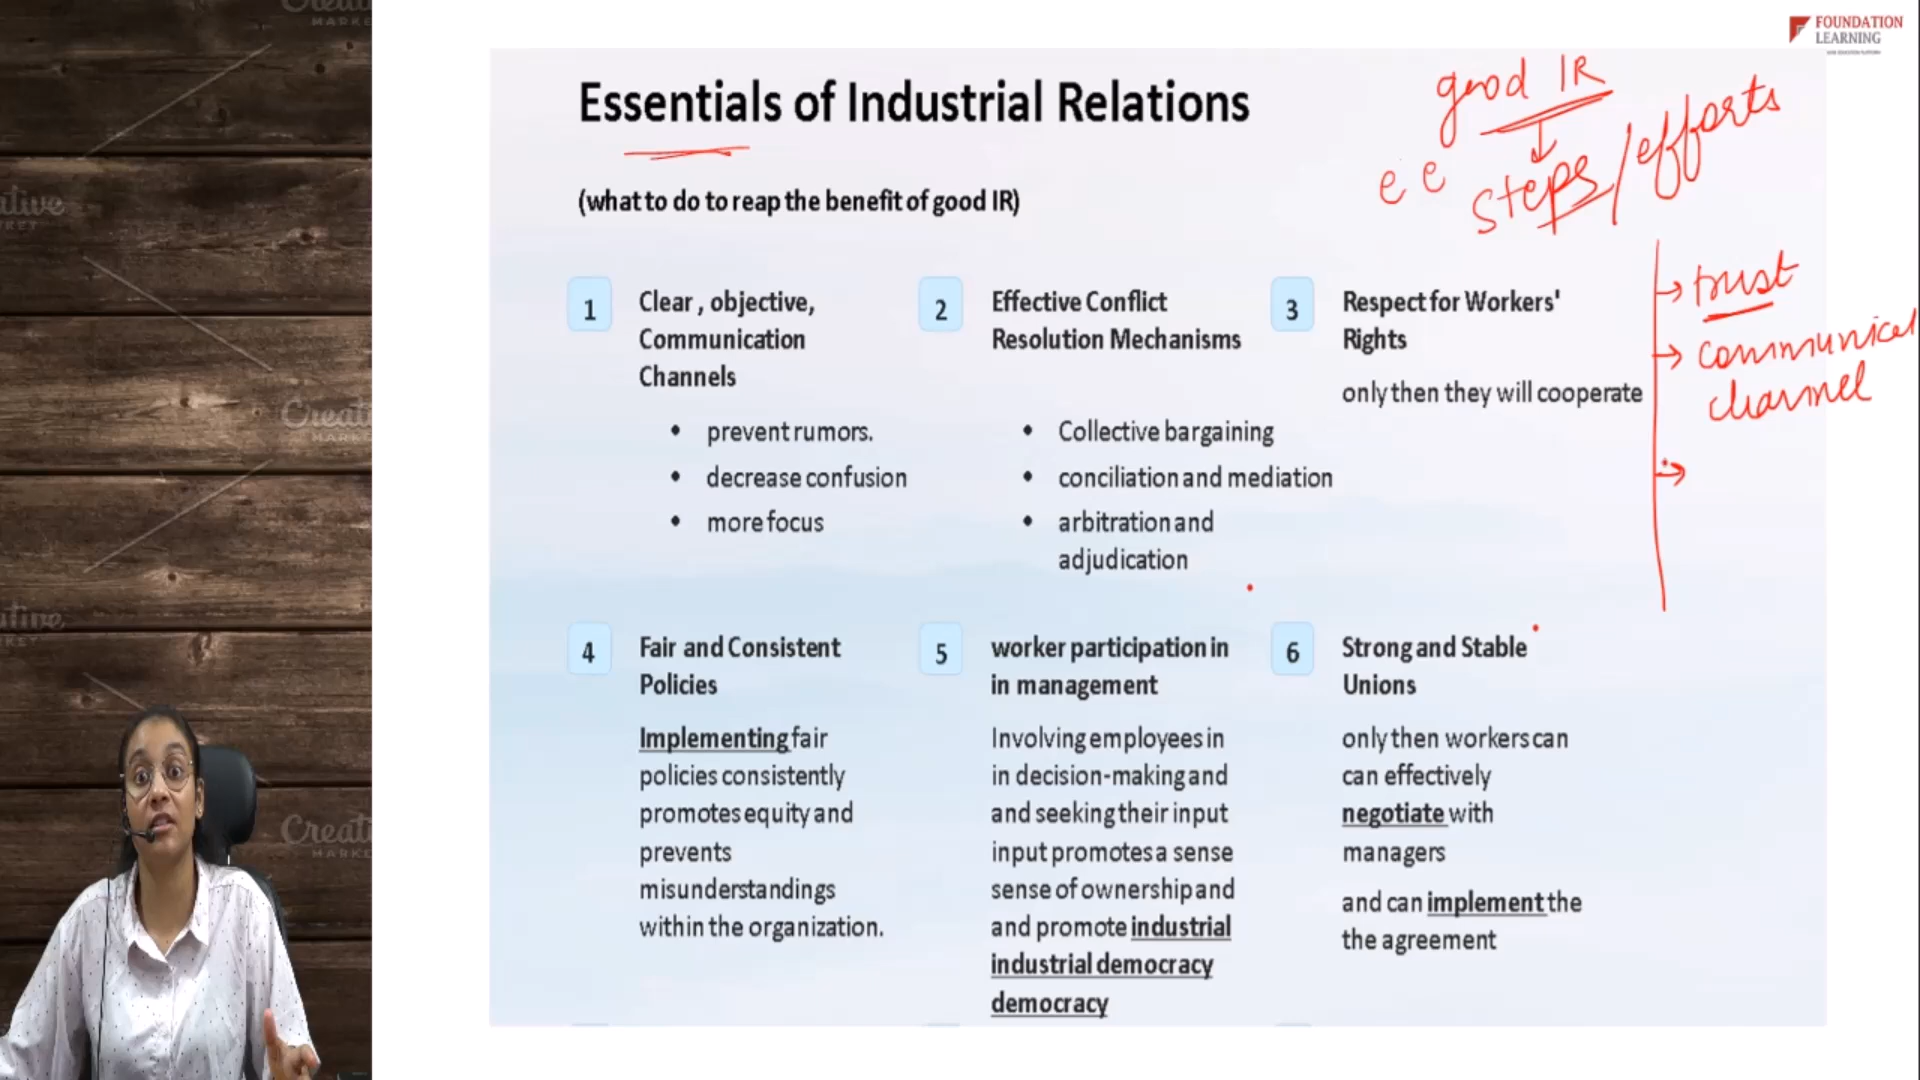 FOUNDATION
LEARNING
Essentials of Industrial Relations
(what to do to reap the benefit of good IR)
good IR
e e
steps/efforts
1
Clear , objective,
Communication
Channels
• prevent rumors.
• decrease confusion
• more focus
2
Effective Conflict
Resolution Mechanisms
• Collective bargaining
• conciliation and mediation
• arbitration and
adjudication
3
Respect for Workers'
Rights
only then they will cooperate
→ trust
→ communical
channel
→
4
Fair and Consistent
Policies
Implementing fair
policies consistently
promotes equity and
prevents
misunderstandings
within the organization.
5
worker participation in
in management
Involving employees in
in decision-making and
and seeking their input
input promotes a sense
sense of ownership and
and promote industrial
industrial democracy
democracy
6
Strong and Stable
Unions
only then workers can
can effectively
negotiate with
managers
and can implement the
the agreement